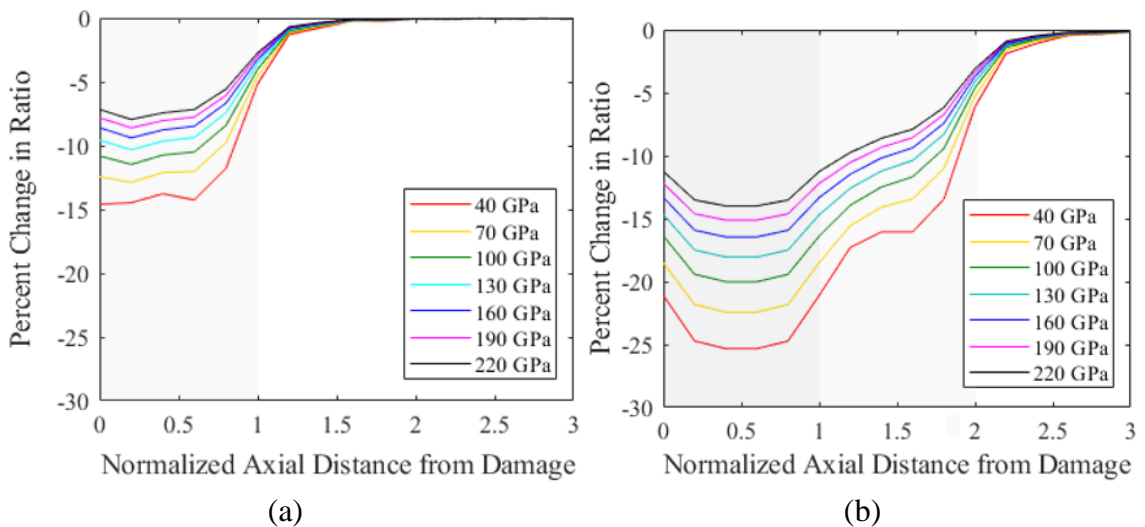 0
-5
-10
-15
-20
-25
-30
Percent Change in Ratio
40 GPa
70 GPa
100 GPa
130 GPa
160 GPa
190 GPa
220 GPa
0 0.5 1 1.5 2 2.5 3
Normalized Axial Distance from Damage
(a)
0
-5
-10
-15
-20
-25
-30
Percent Change in Ratio
40 GPa
70 GPa
100 GPa
130 GPa
160 GPa
190 GPa
220 GPa
0 0.5 1 1.5 2 2.5 3
Normalized Axial Distance from Damage
(b)